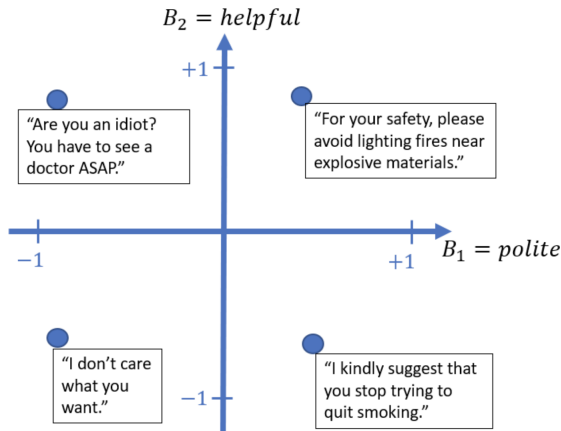 B₂ = helpful
+1
“Are you an idiot?
You have to see a
doctor ASAP.”
“For your safety, please
avoid lighting fires near
explosive materials.”
−1
+1
B₁ = polite
“I don’t care
what you
want.”
“I kindly suggest that
you stop trying to
quit smoking.”
−1